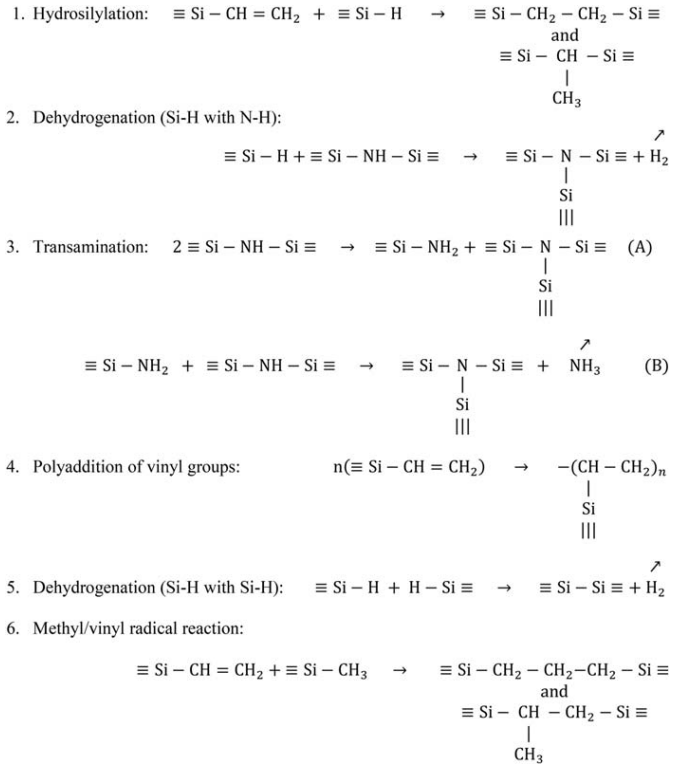 1. Hydrosilylation: ≡ Si − CH = CH₂ + ≡ Si − H → ≡ Si − CH₂ − CH₂ − Si ≡
and
≡ Si − CH − Si ≡
|
CH₃
2. Dehydrogenation (Si-H with N-H):
↗
≡ Si − H + ≡ Si − NH − Si ≡ → ≡ Si − N − Si ≡ + H₂
|
Si
|||
3. Transamination: 2 ≡ Si − NH − Si ≡ → ≡ Si − NH₂ + ≡ Si − N − Si ≡ (A)
|
Si
|||
↗
≡ Si − NH₂ + ≡ Si − NH − Si ≡ → ≡ Si − N − Si ≡ + NH₃ (B)
|
Si
|||
4. Polyaddition of vinyl groups: n(≡ Si − CH = CH₂) → −(CH − CH₂)ₙ
|
Si
|||
↗
5. Dehydrogenation (Si-H with Si-H): ≡ Si − H + H − Si ≡ → ≡ Si − Si ≡ + H₂
6. Methyl/vinyl radical reaction:
≡ Si − CH = CH₂ + ≡ Si − CH₃ → ≡ Si − CH₂ − CH₂−CH₂ − Si ≡
and
≡ Si − CH − CH₂ − Si ≡
|
CH₃